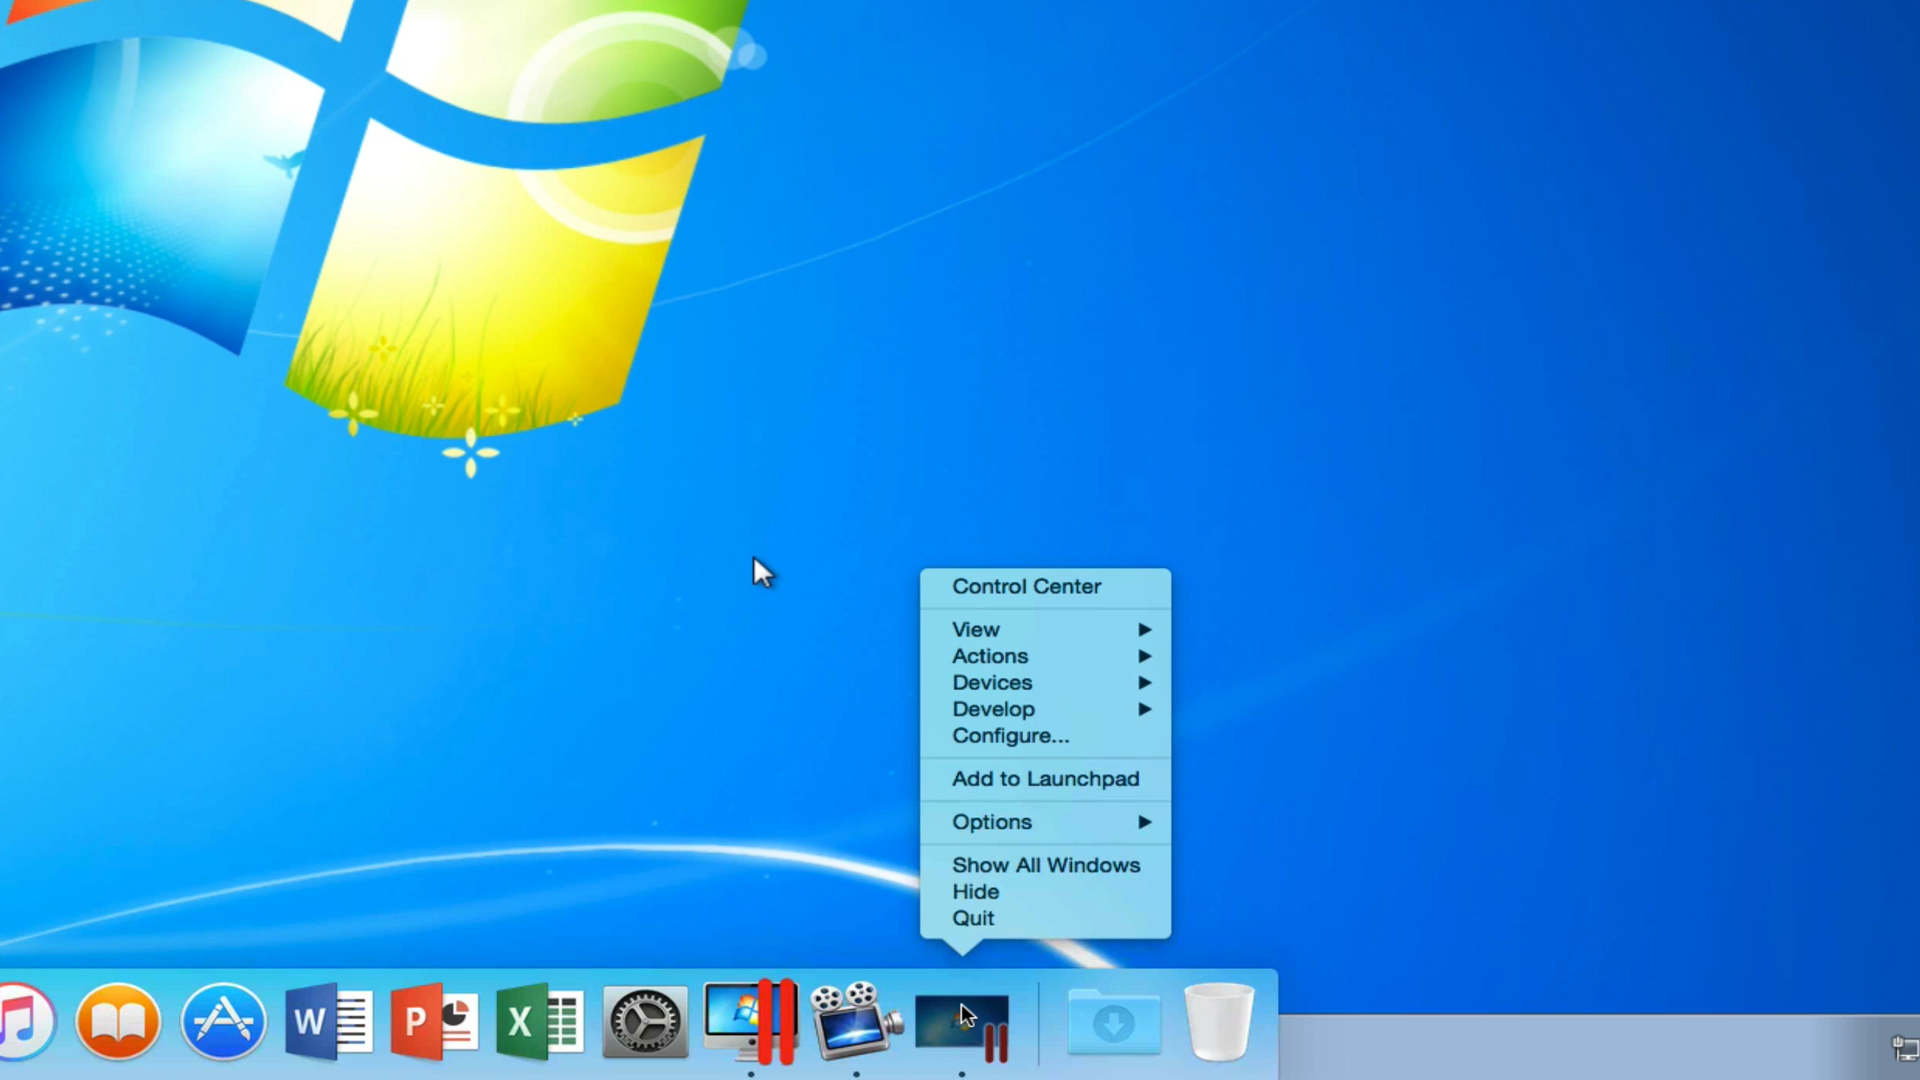 Control Center
View
Actions
Devices
Develop
Configure...
Add to Launchpad
Options
Show All Windows
Hide
Quit
W
P
X